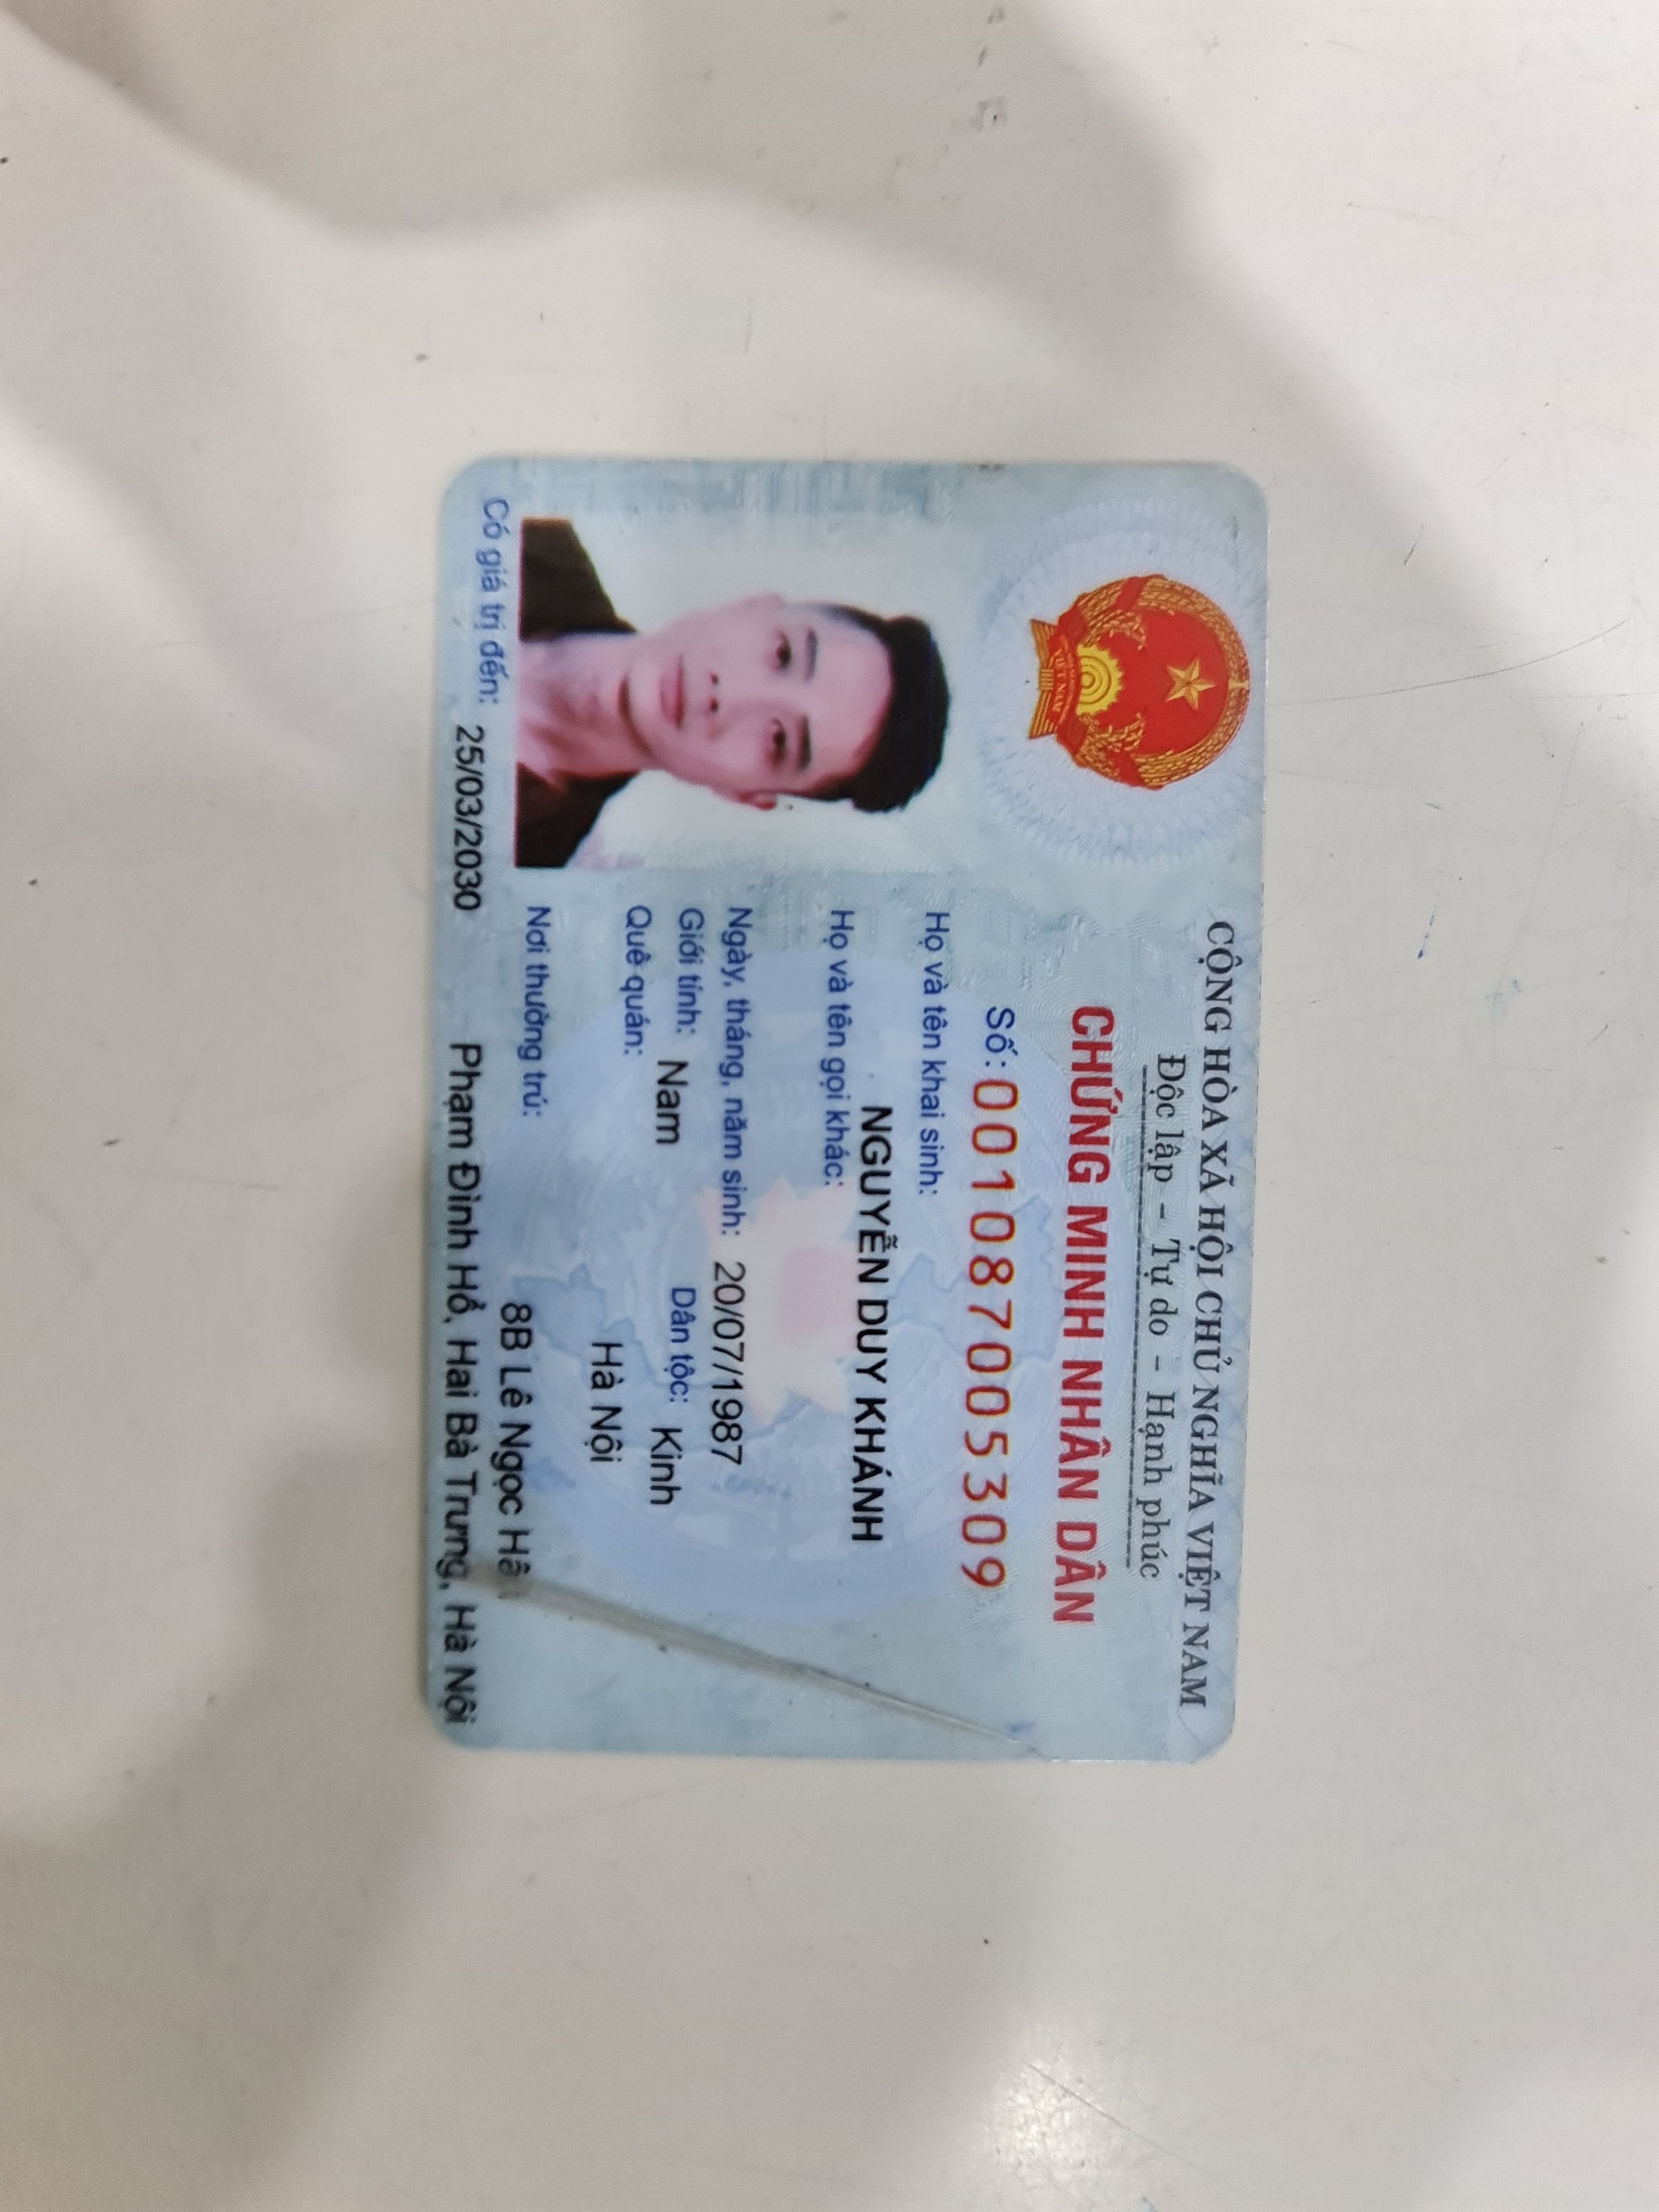 CỘNG HÒA XÃ HỘI CHỦ NGHĨA VIỆT NAM
Độc lập - Tự do - Hạnh phúc
CHỨNG MINH NHÂN DÂN
Số: 001087005309
Họ và tên khai sinh:
NGUYỄN DUY KHÁNH
Họ và tên gọi khác:
Ngày, tháng, năm sinh: 20/07/1987
Giới tính: Nam Dân tộc: Kinh
Quê quán:
Hà Nội
Nơi thường trú:
8B Lê Ngọc
Phạm Đình Hổ, Hai Bà Trưng, Hà Nội
Có giá trị đến: 25/03/2030
VIỆT NAM